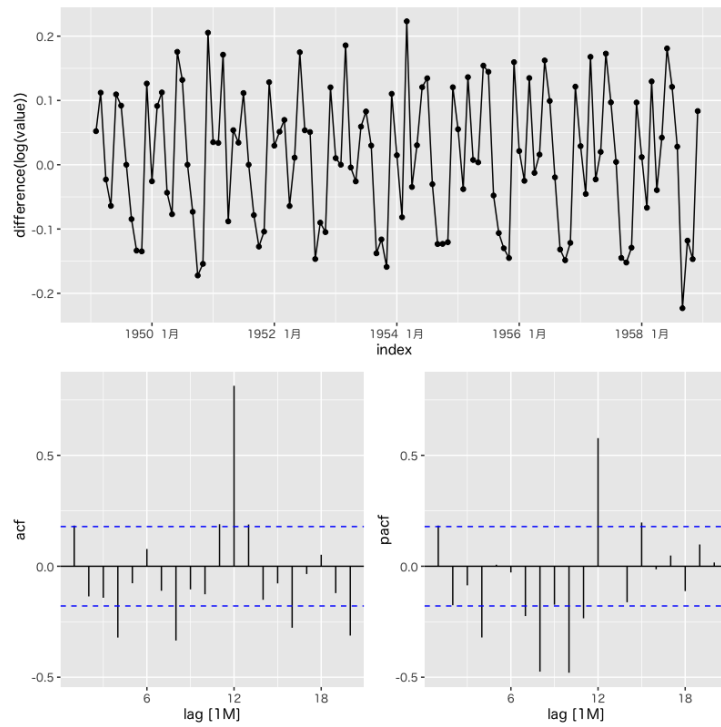 difference(log(value))
0.2
0.1
0.0
-0.1
-0.2
1950 1月
1952 1月
1954 1月
1956 1月
1958 1月
index
acf
0.5
0.0
-0.5
6
12
18
lag [1M]
pacf
0.5
0.0
-0.5
6
12
18
lag [1M]